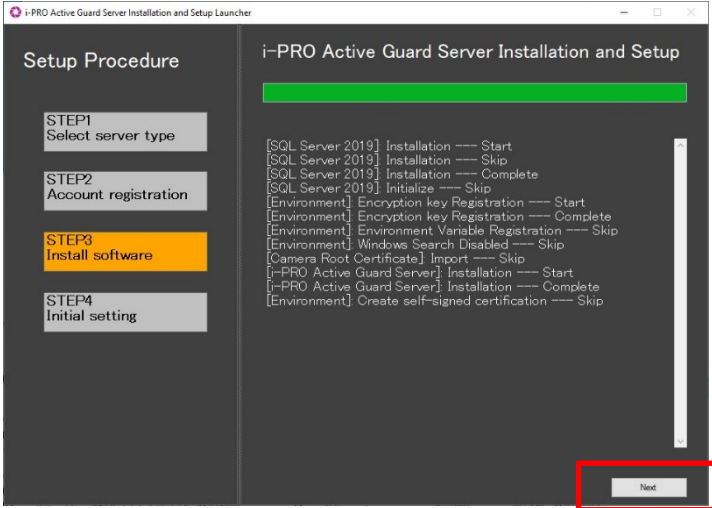 i-PRO Active Guard Server Installation and Setup Launcher
Setup Procedure
STEP1
Select server type
STEP2
Account registration
STEP3
Install software
STEP4
Initial setting
i-PRO Active Guard Server Installation and Setup
[SQL Server 2019]: Installation --- Start
[SQL Server 2019]: Installation --- Skip
[SQL Server 2019]: Installation --- Complete
[SQL Server 2019]: Initialize --- Skip
[Environment]: Encryption key Registration --- Start
[Environment]: Encryption key Registration --- Complete
[Environment]: Environment Variable Registration --- Skip
[Environment]: Windows Search Disabled --- Skip
[Camera Root Certificate]: Import --- Skip
[i-PRO Active Guard Server]: Installation --- Start
[i-PRO Active Guard Server]: Installation --- Complete
[Environment]: Create self-signed certification --- Skip
Next